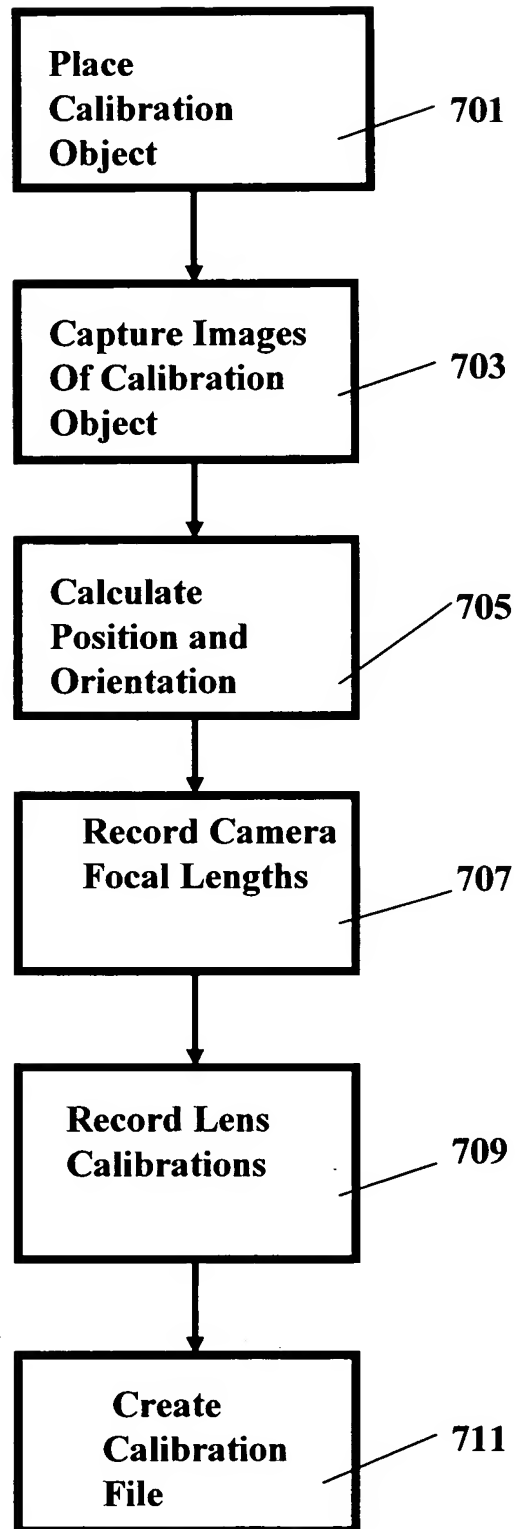 Place
Calibration
Object
701
Capture Images
Of Calibration
Object
703
Calculate
Position and
Orientation
705
Record Camera
Focal Lengths
707
Record Lens
Calibrations
709
Create
Calibration
File
711